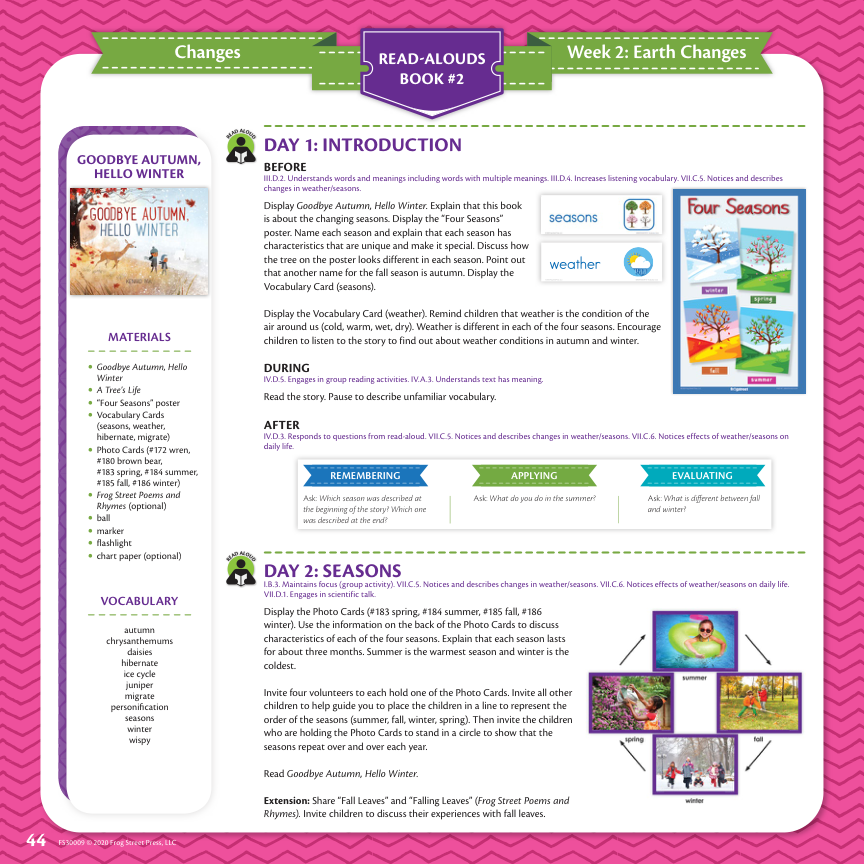 Changes
READ-ALOUDS
BOOK #2
Week 2: Earth Changes
GOODBYE AUTUMN,
HELLO WINTER
GOODBYE AUTUMN,
HELLO WINTER
MATERIALS
• Goodbye Autumn, Hello
Winter
• A Tree's Life
• "Four Seasons" poster
• Vocabulary Cards
(seasons, weather,
hibernate, migrate)
• Photo Cards (#172 wren,
#180 brown bear,
#183 spring, #184 summer,
#185 fall, #186 winter)
• Frog Street Poems and
Rhymes (optional)
• ball
• marker
• flashlight
• chart paper (optional)
VOCABULARY
autumn
chrysanthemums
daisies
hibernate
ice cycle
juniper
migrate
personification
seasons
winter
wispy
READ ALOUD
DAY 1: INTRODUCTION
BEFORE
III.D.2. Understands words and meanings including words with multiple meanings. III.D.4. Increases listening vocabulary. VII.C.5. Notices and describes
changes in weather/seasons.
Display Goodbye Autumn, Hello Winter. Explain that this book
is about the changing seasons. Display the "Four Seasons"
poster. Name each season and explain that each season has
characteristics that are unique and make it special. Discuss how
the tree on the poster looks different in each season. Point out
that another name for the fall season is autumn. Display the
Vocabulary Card (seasons).
seasons
weather
Four Seasons
winter
spring
fall
summer
Display the Vocabulary Card (weather). Remind children that weather is the condition of the
air around us (cold, warm, wet, dry). Weather is different in each of the four seasons. Encourage
children to listen to the story to find out about weather conditions in autumn and winter.
DURING
IV.D.5. Engages in group reading activities. IV.A.3. Understands text has meaning.
Read the story. Pause to describe unfamiliar vocabulary.
AFTER
IV.D.3. Responds to questions from read-aloud. VII.C.5. Notices and describes changes in weather/seasons. VII.C.6. Notices effects of weather/seasons on
daily life.
REMEMBERING
Ask: Which season was described at
the beginning of the story? Which one
was described at the end?
APPLYING
Ask: What do you do in the summer?
EVALUATING
Ask: What is different between fall
and winter?
READ ALOUD
DAY 2: SEASONS
I.B.3. Maintains focus (group activity). VII.C.5. Notices and describes changes in weather/seasons. VII.C.6. Notices effects of weather/seasons on daily life.
VII.D.1. Engages in scientific talk.
Display the Photo Cards (#183 spring, #184 summer, #185 fall, #186
winter). Use the information on the back of the Photo Cards to discuss
characteristics of each of the four seasons. Explain that each season lasts
for about three months. Summer is the warmest season and winter is the
coldest.
Invite four volunteers to each hold one of the Photo Cards. Invite all other
children to help guide you to place the children in a line to represent the
order of the seasons (summer, fall, winter, spring). Then invite the children
who are holding the Photo Cards to stand in a circle to show that the
seasons repeat over and over each year.
Read Goodbye Autumn, Hello Winter.
Extension: Share "Fall Leaves" and "Falling Leaves" (Frog Street Poems and
Rhymes). Invite children to discuss their experiences with fall leaves.
summer
spring
fall
winter
44
FS30009 © 2020 Frog Street Press, LLC